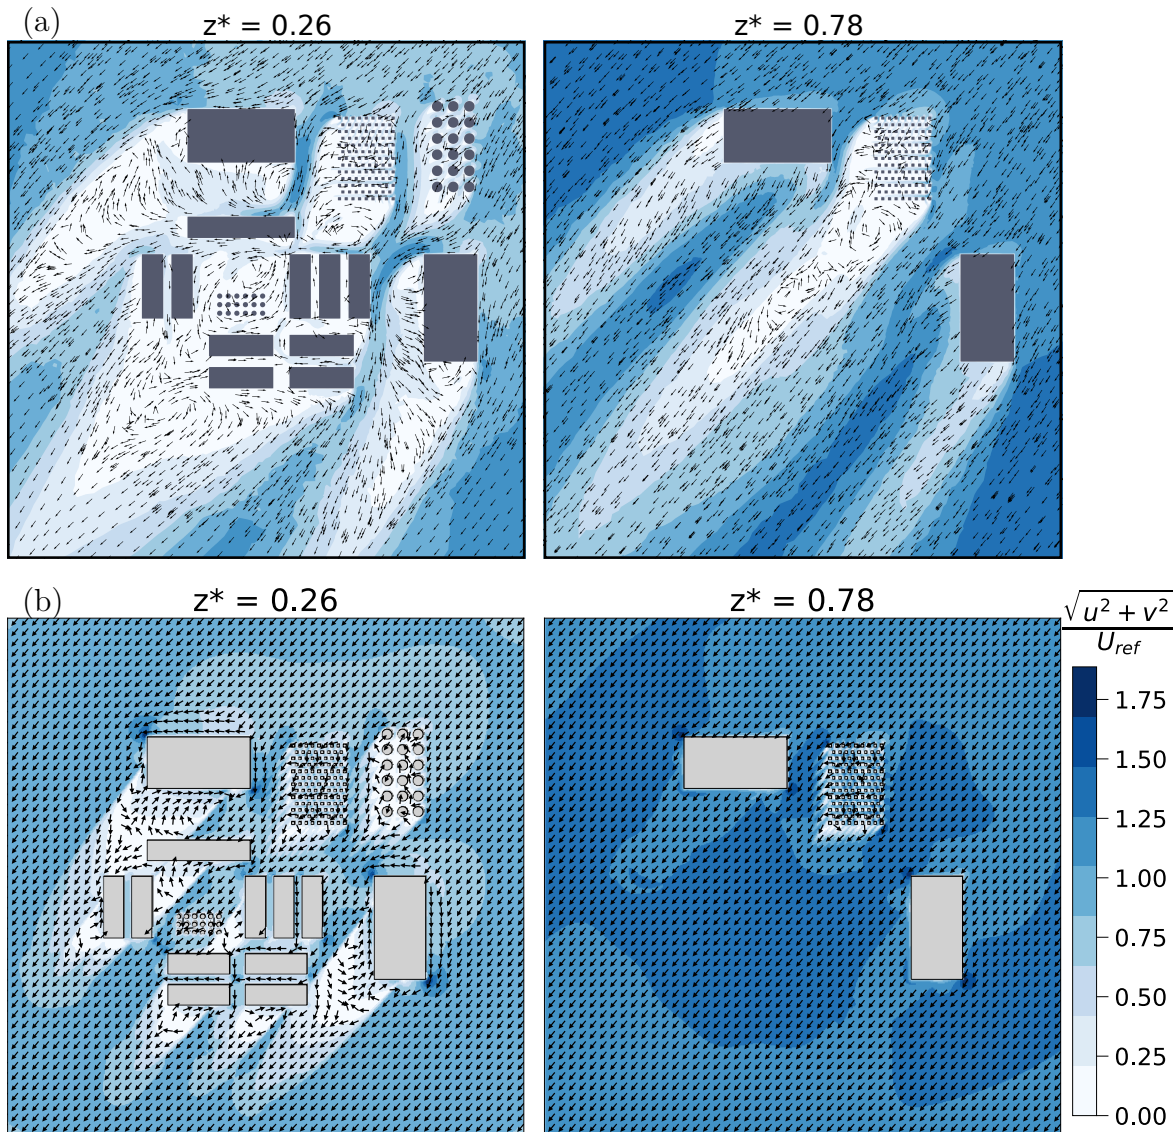 (a)
z* = 0.26
z* = 0.78
(b)
z* = 0.26
z* = 0.78
√u² + v²
U_ref
1.75
1.50
1.25
1.00
0.75
0.50
0.25
0.00